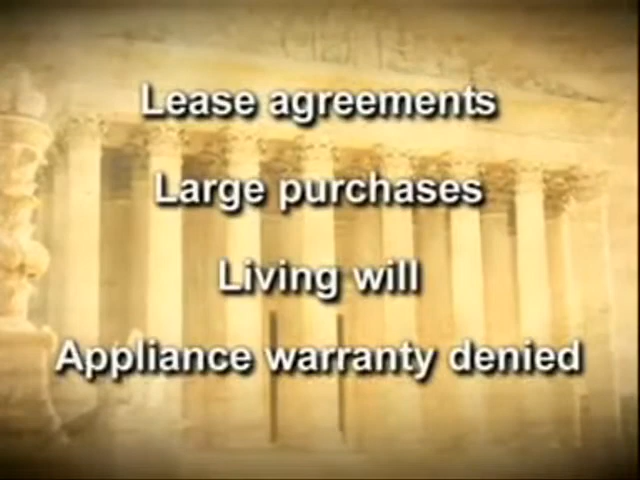 Lease agreements
Large purchases
Living will
Appliance warranty denied